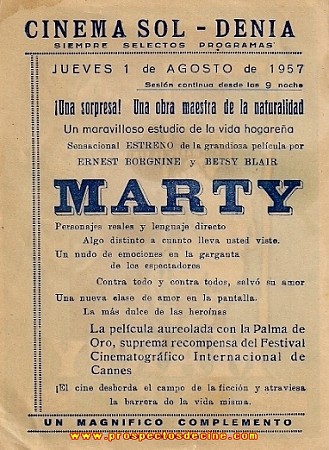 CINEMA SOL - DENIA
SIEMPRE SELECTOS PROGRAMAS
JUEVES 1 de AGOSTO de 1957
Sesión continua desde las 9 noche
¡Una sorpresa! Una obra maestra de la naturalidad
Un maravilloso estudio de la vida hogareña
Sensacional ESTRENO de la grandiosa película por
ERNEST BORGNINE y BETSY BLAIR
MARTY
Personajes reales y lenguaje directo
Algo distinto a cuanto lleva usted visto.
Un nudo de emociones en la garganta
de los espectadores
Contra todo y contra todos, salvó su amor
Una nueva clase de amor en la pantalla.
La más dulce de las heroínas
La película aureolada con la Palma de
Oro, suprema recompensa del Festival
Cinematográfico Internacional de
Cannes
¡El cine desborda el campo de la ficción y atraviesa
la barrera de la vida misma.
UN MAGNIFICO COMPLEMENTO
www.prospectosdecine.com